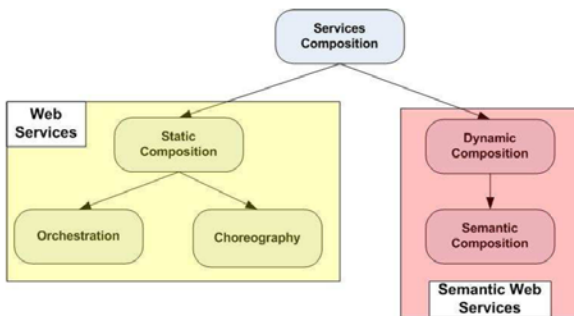 Services
Composition
Web
Services
Static
Composition
Dynamic
Composition
Orchestration
Choreography
Semantic
Composition
Semantic Web
Services